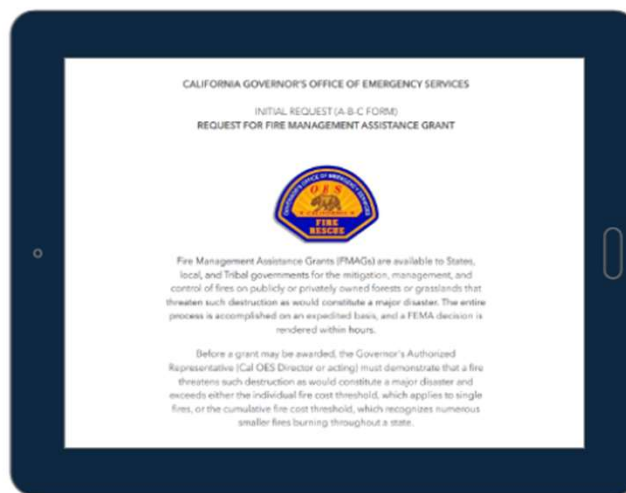 CALIFORNIA GOVERNOR'S OFFICE OF EMERGENCY SERVICES
INITIAL REQUEST (A-B-C FORM)
REQUEST FOR FIRE MANAGEMENT ASSISTANCE GRANT
GOVERNOR'S OFFICE OF EMERGENCY SERVICES
OES
CALIFORNIA
FIRE
RESCUE
Fire Management Assistance Grants (FMAGs) are available to States,
local, and Tribal governments for the mitigation, management, and
control of fires on publicly or privately owned forests or grasslands that
threaten such destruction as would constitute a major disaster. The entire
process is accomplished on an expedited basis, and a FEMA decision is
rendered within hours.
Before a grant may be awarded, the Governor's Authorized
Representative (Cal OES Director or acting) must demonstrate that a fire
threatens such destruction as would constitute a major disaster and
exceeds either the individual fire cost threshold, which applies to single
fires, or the cumulative fire cost threshold, which recognizes numerous
smaller fires burning throughout a state.